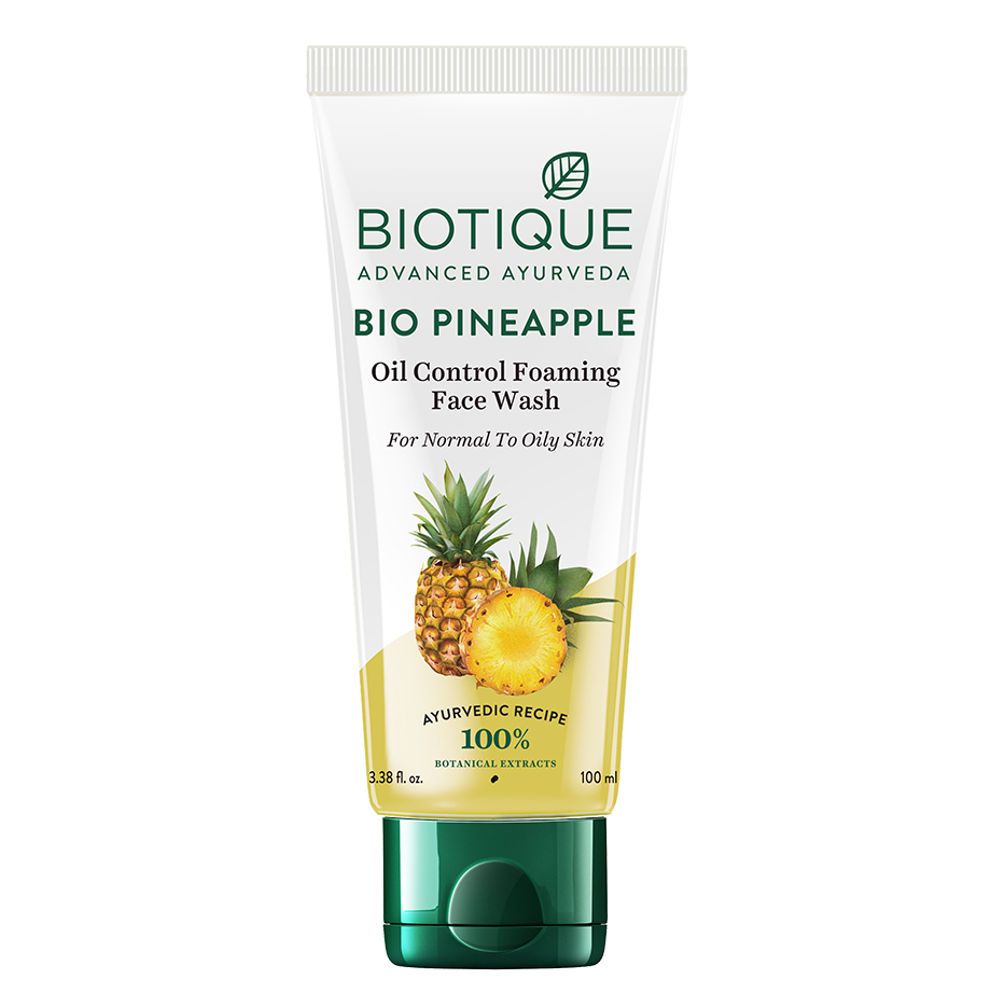 BIOTIQUE
ADVANCED AYURVEDA
BIO PINEAPPLE
Oil Control Foaming
Face Wash
For Normal To Oily Skin
AYURVEDIC RECIPE
100%
BOTANICAL EXTRACTS
3.38 fl. oz.
100 ml